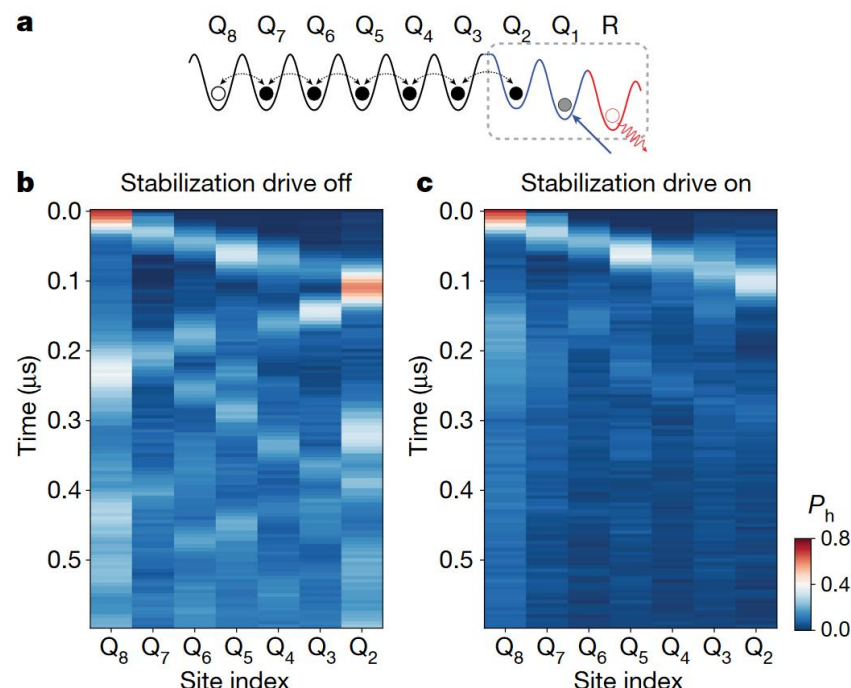 a
Q8 Q7 Q6 Q5 Q4 Q3 Q2 Q1 R
b Stabilization drive off
c Stabilization drive on
0.0
0.1
0.2
0.3
0.4
0.5
Time (μs)
Q8 Q7 Q6 Q5 Q4 Q3 Q2
Site index
0.0
0.1
0.2
0.3
0.4
0.5
Time (μs)
Q8 Q7 Q6 Q5 Q4 Q3 Q2
Site index
Ph
0.8
0.4
0.0